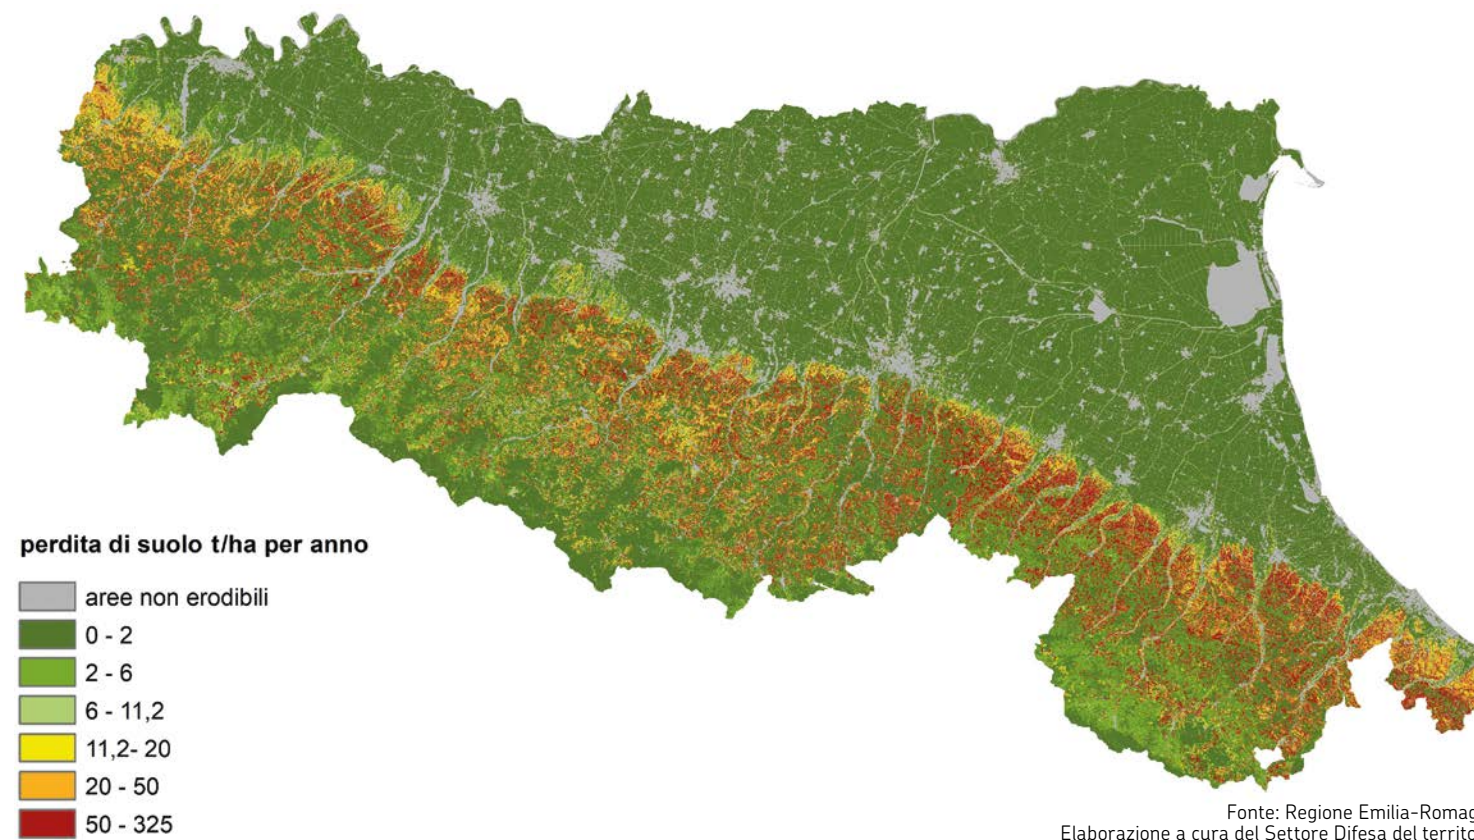 perdita di suolo t/ha per anno
aree non erodibili
0 - 2
2 - 6
6 - 11,2
11,2- 20
20 - 50
50 - 325
Fonte: Regione Emilia-Romag
Elaborazione a cura del Settore Difesa del territo